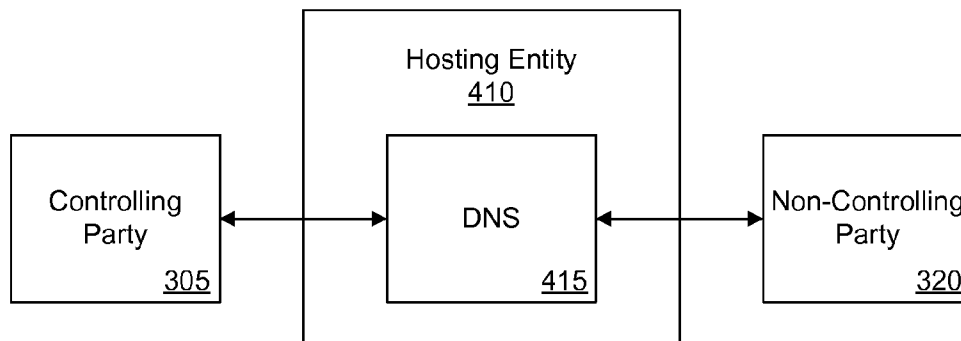 Hosting Entity
410
Controlling
Party
305
DNS
415
Non-Controlling
Party
320